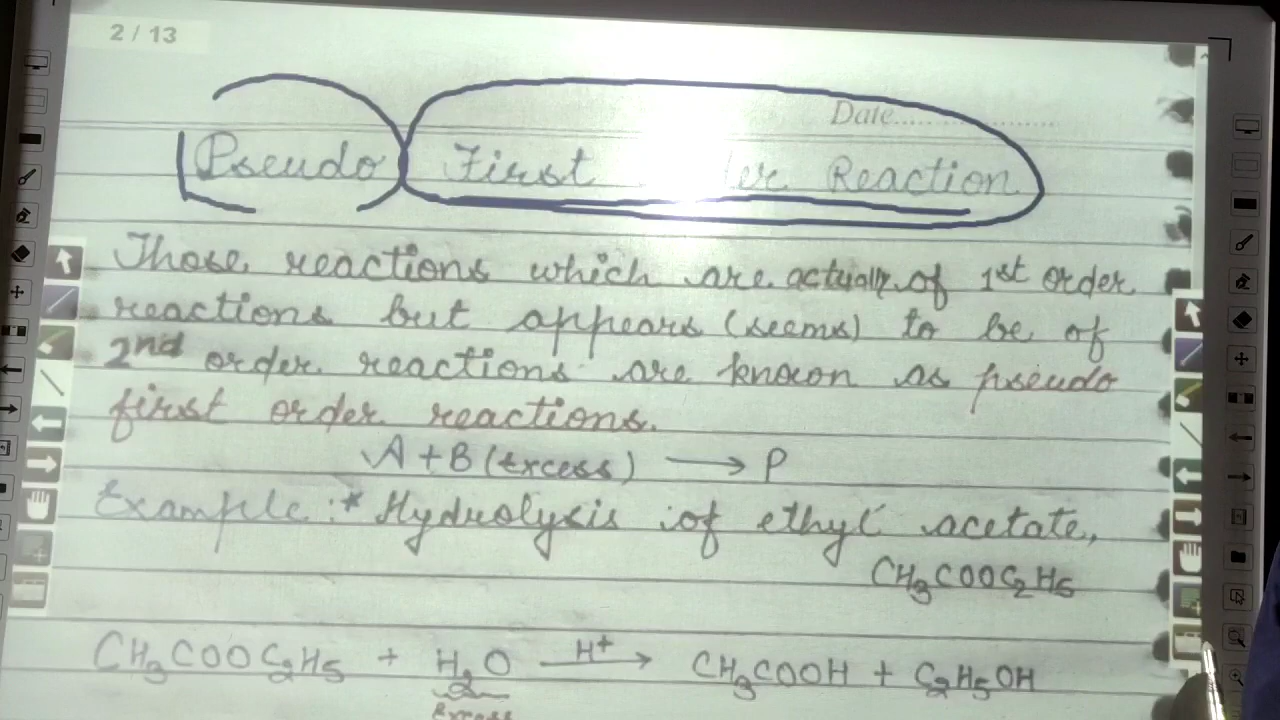 2 / 13
Date....................
Pseudo First er Reaction
Those reactions which are actually of 1st order
reactions but appears (seems) to be of
2nd order reactions are known as pseudo
first order reactions.
A + B (Excess) ⟶ P
Example :* Hydrolysis of ethyl acetate,
CH₃COOC₂H₅
CH₃COOC₂H₅ + H₂O —H⁺→ CH₃COOH + C₂H₅OH
Excess